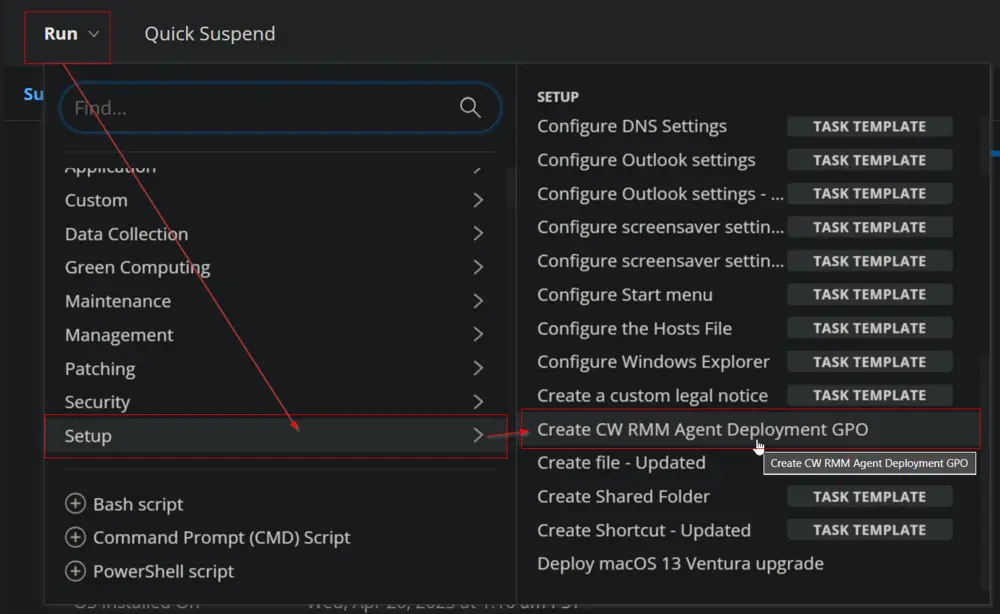 Run
Quick Suspend
Su
Find...
Application
Custom
Data Collection
Green Computing
Maintenance
Management
Patching
Security
Setup
Bash script
Command Prompt (CMD) Script
PowerShell script
SETUP
Configure DNS Settings TASK TEMPLATE
Configure Outlook settings TASK TEMPLATE
Configure Outlook settings - ... TASK TEMPLATE
Configure screensaver settin... TASK TEMPLATE
Configure screensaver settin... TASK TEMPLATE
Configure Start menu TASK TEMPLATE
Configure the Hosts File TASK TEMPLATE
Configure Windows Explorer TASK TEMPLATE
Create a custom legal notice TASK TEMPLATE
Create CW RMM Agent Deployment GPO
Create CW RMM Agent Deployment GPO
Create file - Updated
Create Shared Folder TASK TEMPLATE
Create Shortcut - Updated TASK TEMPLATE
Deploy macOS 13 Ventura upgrade